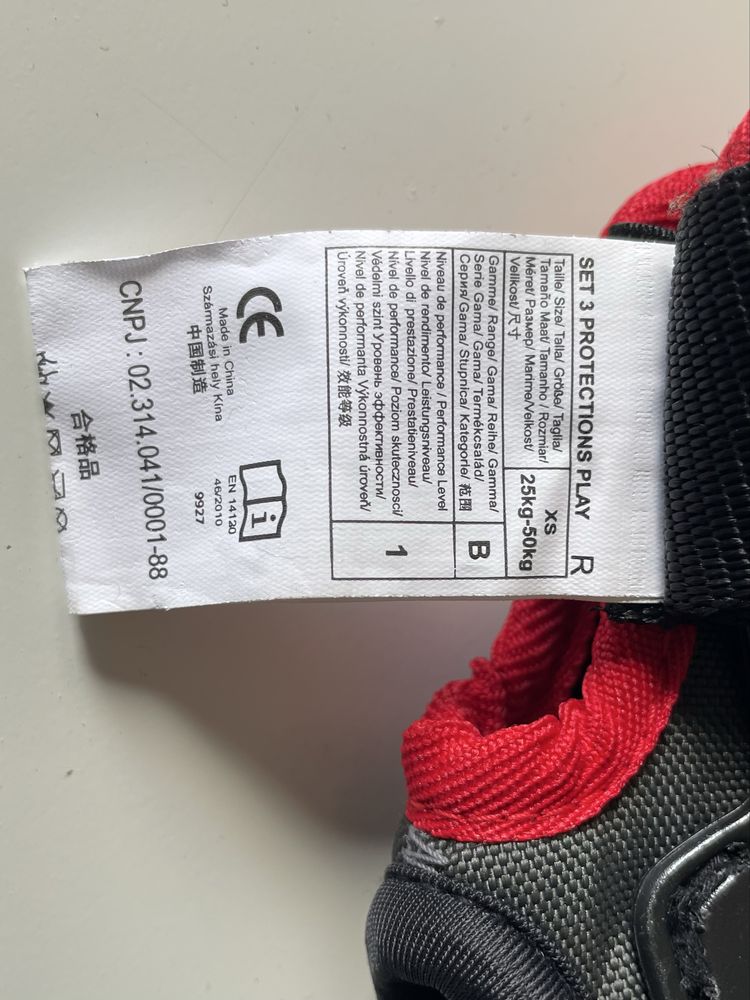 SET 3 PROTECTIONS PLAY R
Taille/ Size/ Talla/ Größe/ Taglia/
Tamaño Maat/ Tamanho / Rozmiar/
Méret/ Размер/ Marime/Velkost/
Velikost/ 尺寸
XS
25kg-50kg
Gamme/ Range/ Gama/ Reihe/ Gamma/
Serie Gama/ Gama/ Termékcsalád/
Серия/Gama/ Stupnica/ Kategorie/ 范围
B
Niveau de performance / Performance Level
Nivel de rendimento/ Leistungsniveau/
Livello di prestazione/ Prestatieniveau/
Nivel de performance/ Poziom skuteczności/
Védelmi szint Уровень эффективности/
Nivel de performanta Výkonnostná úroveň/
Úroveň výkonnosti/ 效能等级
1
CE
i
Made in China
Származási hely Kína
中国制造
EN 14120
46/2010
9927
CNPJ : 02.314.041/0001-88
合格品